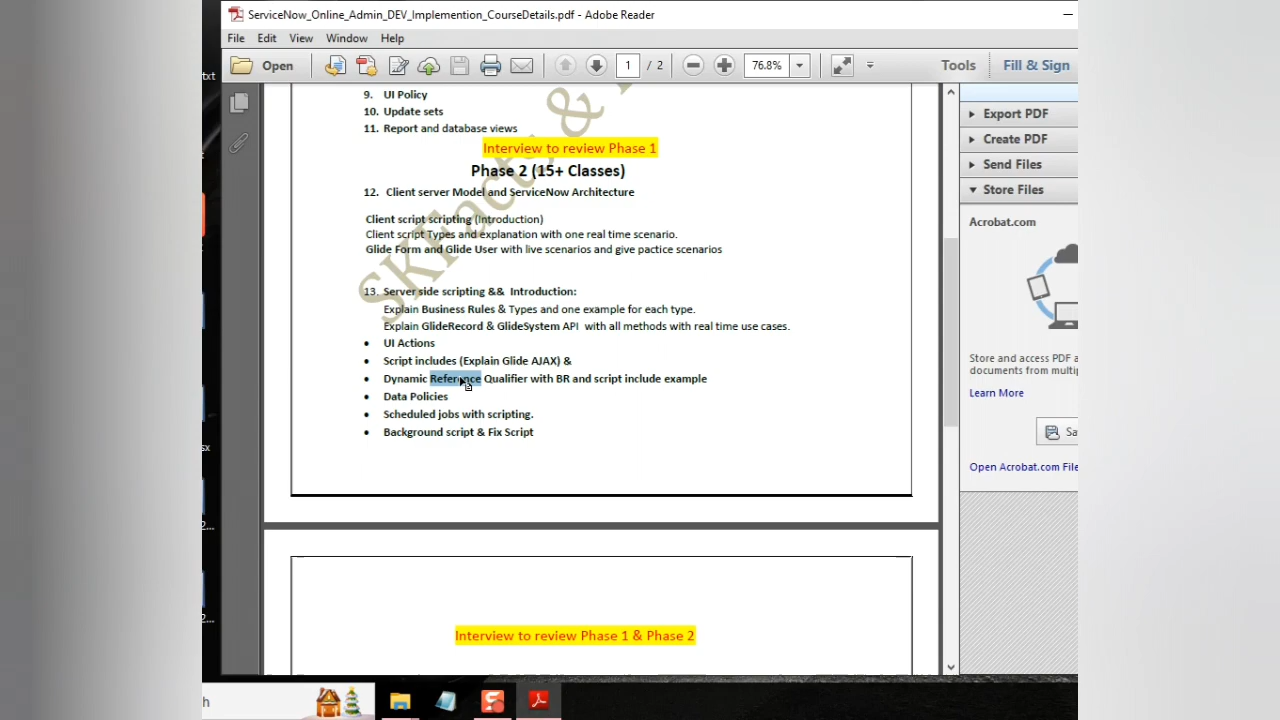 ServiceNow_Online_Admin_DEV_Implemention_CourseDetails.pdf - Adobe Reader
File Edit View Window Help
Open 1 / 2 76.8% Tools Fill & Sign
txt
9. UI Policy
10. Update sets
11. Report and database views
Interview to review Phase 1
Phase 2 (15+ Classes)
12. Client server Model and ServiceNow Architecture
Client script scripting (Introduction)
Client script Types and explanation with one real time scenario.
Glide Form and Glide User with live scenarios and give pactice scenarios
13. Server side scripting && Introduction:
Explain Business Rules & Types and one example for each type.
Explain GlideRecord & GlideSystem API with all methods with real time use cases.
• UI Actions
• Script includes (Explain Glide AJAX) &
• Dynamic Reference Qualifier with BR and script include example
• Data Policies
• Scheduled jobs with scripting.
• Background script & Fix Script
Interview to review Phase 1 & Phase 2
SKFacts &
Export PDF
Create PDF
Send Files
Store Files
Acrobat.com
Store and access PDF a
documents from multip
Learn More
Sa
Open Acrobat.com File
sx
2...
2...
h